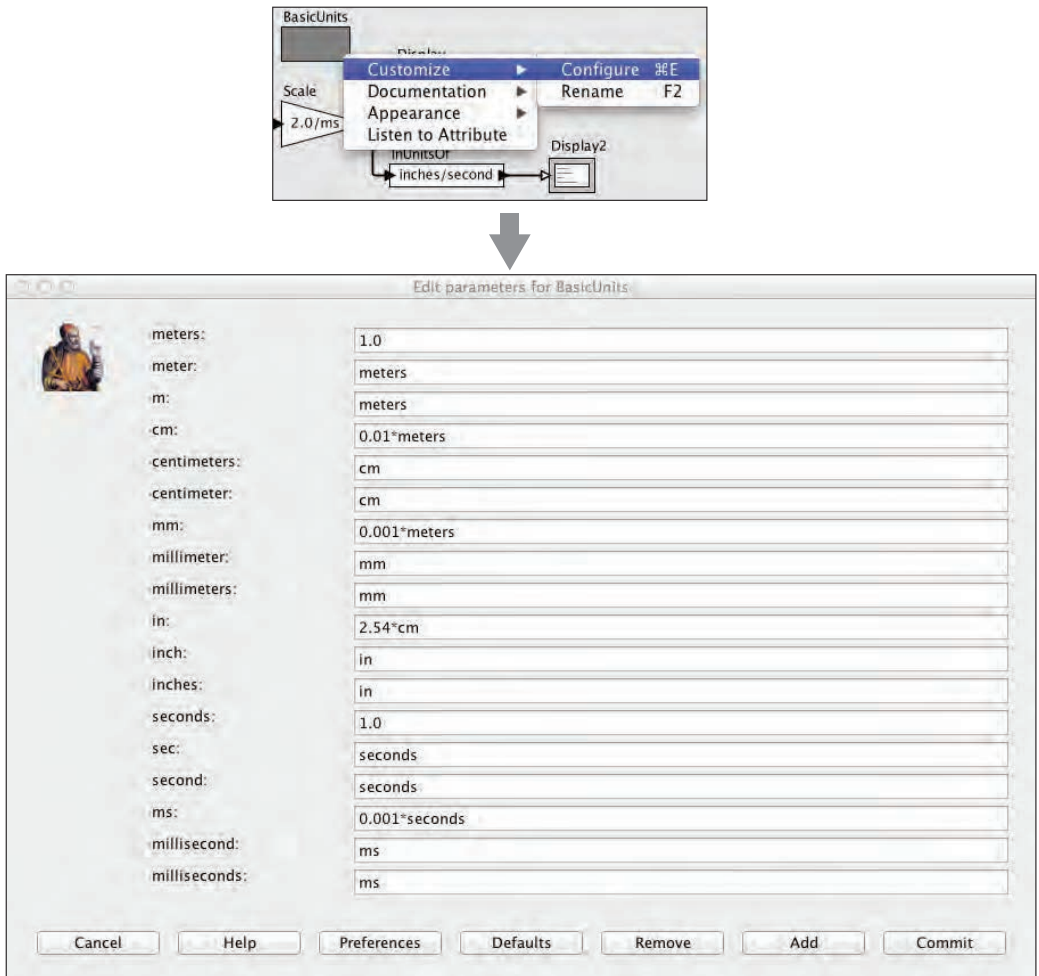 BasicUnits
Customize
Configure ⌘E
Documentation
Rename F2
Scale
Appearance
2.0/ms
Listen to Attribute
Display2
InUnitsOf
inches/second
Edit parameters for BasicUnits
meters: 1.0
meter: meters
m: meters
cm: 0.01*meters
centimeters: cm
centimeter: cm
mm: 0.001*meters
millimeter: mm
millimeters: mm
in: 2.54*cm
inch: in
inches: in
seconds: 1.0
sec: seconds
second: seconds
ms: 0.001*seconds
millisecond: ms
milliseconds: ms
Cancel Help Preferences Defaults Remove Add Commit